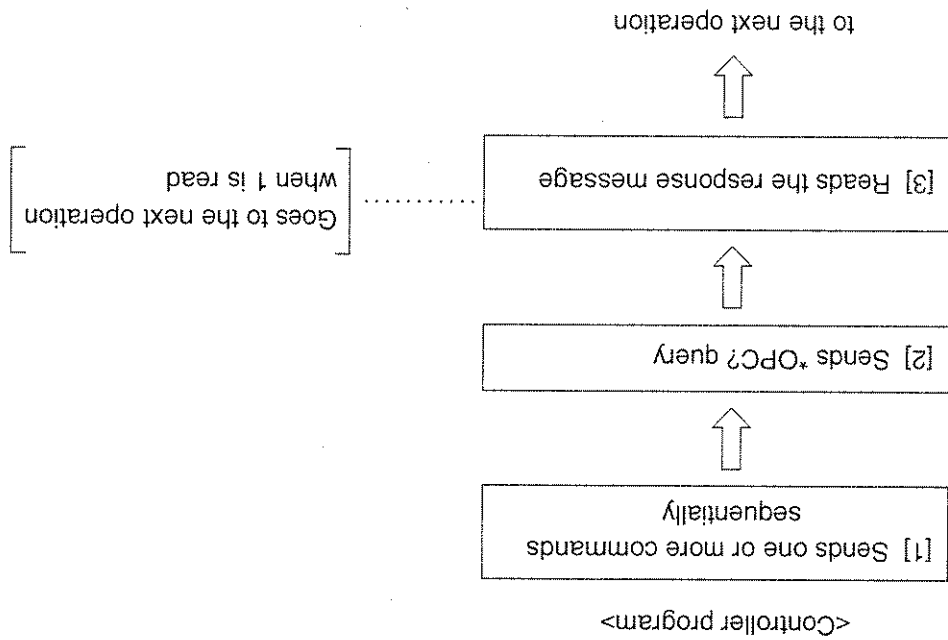 <Controller program>
[1] Sends one or more commands
sequentially
[2] Sends *OPC? query
[3] Reads the response message
Goes to the next operation
when 1 is read
to the next operation